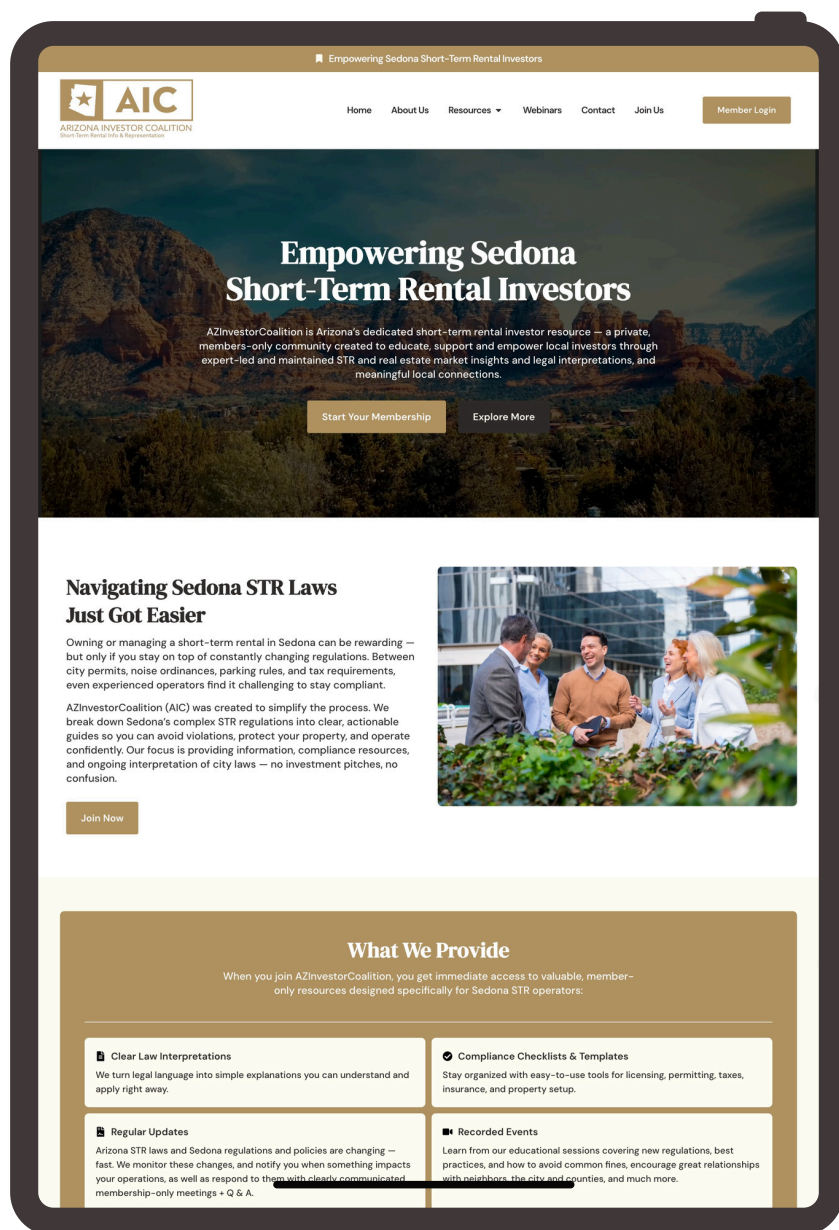 Empowering Sedona Short-Term Rental Investors
AIC
ARIZONA INVESTOR COALITION
Short-Term Rental Info & Representation
Home About Us Resources Webinars Contact Join Us Member Login
Empowering Sedona
Short-Term Rental Investors
AZInvestorCoalition is Arizona's dedicated short-term rental investor resource — a private,
members-only community created to educate, support and empower local investors through
expert-led and maintained STR and real estate market insights and legal interpretations, and
meaningful local connections.
Start Your Membership Explore More
Navigating Sedona STR Laws
Just Got Easier
Owning or managing a short-term rental in Sedona can be rewarding —
but only if you stay on top of constantly changing regulations. Between
city permits, noise ordinances, parking rules, and tax requirements,
even experienced operators find it challenging to stay compliant.
AZInvestorCoalition (AIC) was created to simplify the process. We
break down Sedona's complex STR regulations into clear, actionable
guides so you can avoid violations, protect your property, and operate
confidently. Our focus is providing information, compliance resources,
and ongoing interpretation of city laws — no investment pitches, no
confusion.
Join Now
What We Provide
When you join AZInvestorCoalition, you get immediate access to valuable, member-
only resources designed specifically for Sedona STR operators:
Clear Law Interpretations
We turn legal language into simple explanations you can understand and
apply right away.
Compliance Checklists & Templates
Stay organized with easy-to-use tools for licensing, permitting, taxes,
insurance, and property setup.
Regular Updates
Arizona STR laws and Sedona regulations and policies are changing —
fast. We monitor these changes, and notify you when something impacts
your operations, as well as respond to them with clearly communicated
membership-only meetings + Q & A.
Recorded Events
Learn from our educational sessions covering new regulations, best
practices, and how to avoid common fines, encourage great relationships
with neighbors, the city and counties, and much more.